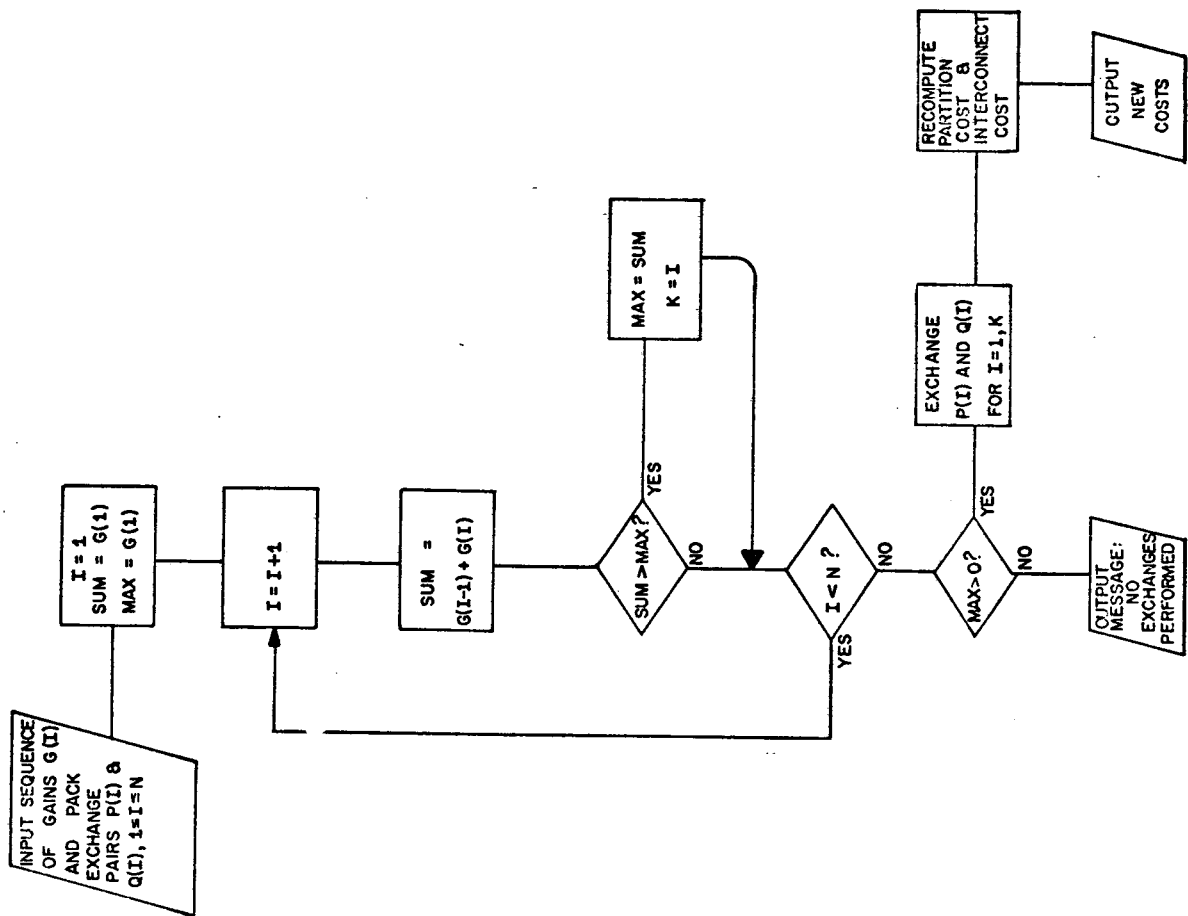 INPUT SEQUENCE
OF GAINS G(I)
AND PACK
EXCHANGE
PAIRS P(I) &
Q(I), 1≤I≤N
I = 1
SUM = G(1)
MAX = G(1)
I = I+1
SUM =
G(I-1) + G(I)
SUM > MAX?
YES
NO
MAX = SUM
K = I
I < N ?
YES
NO
MAX > O?
YES
NO
EXCHANGE
P(I) AND Q(I)
FOR I=1,K
RECOMPUTE
PARTITION
COST &
INTERCONNECT
COST
OUTPUT
NEW
COSTS
OUTPUT
MESSAGE:
NO
EXCHANGES
PERFORMED